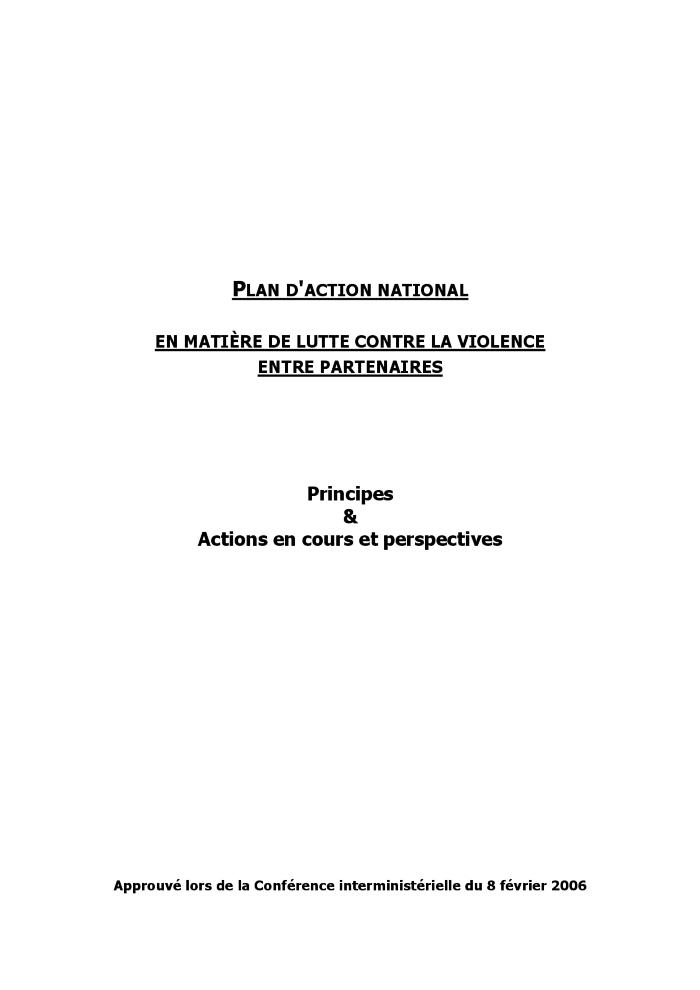 PLAN D'ACTION NATIONAL
EN MATIÈRE DE LUTTE CONTRE LA VIOLENCE
ENTRE PARTENAIRES
Principes
&
Actions en cours et perspectives
Approuvé lors de la Conférence interministérielle du 8 février 2006